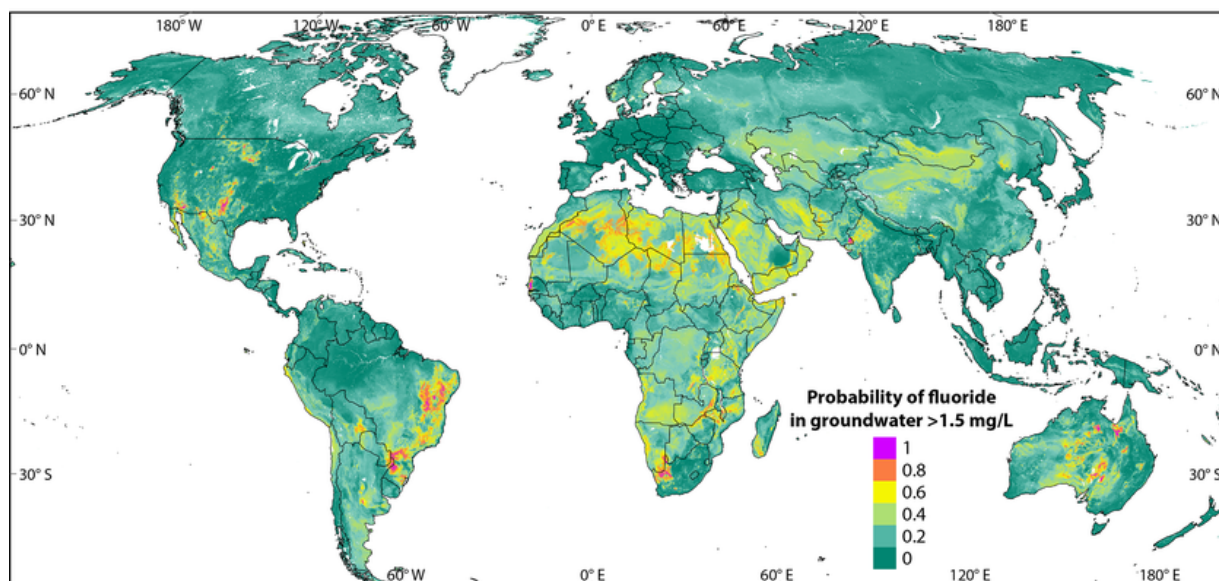 180° W 120° W 60° W 0° E 60° E 120° E 180° E
60° N 60° N
30° N 30° N
0° N 0° N
Probability of fluoride
in groundwater >1.5 mg/L
1
0.8
30° S 0.6 30° S
0.4
0.2
0
60° W 0° E 60° E 120° E 180° E